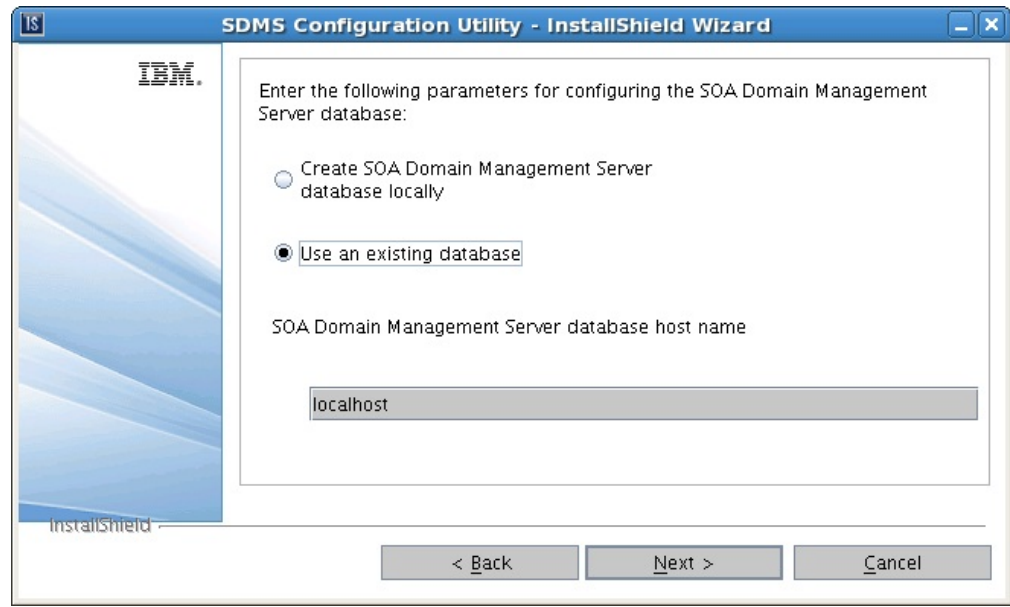 IS
SDMS Configuration Utility - InstallShield Wizard
IBM.
Enter the following parameters for configuring the SOA Domain Management
Server database:
Create SOA Domain Management Server
database locally
Use an existing database
SOA Domain Management Server database host name
localhost
InstallShield
< Back
Next >
Cancel